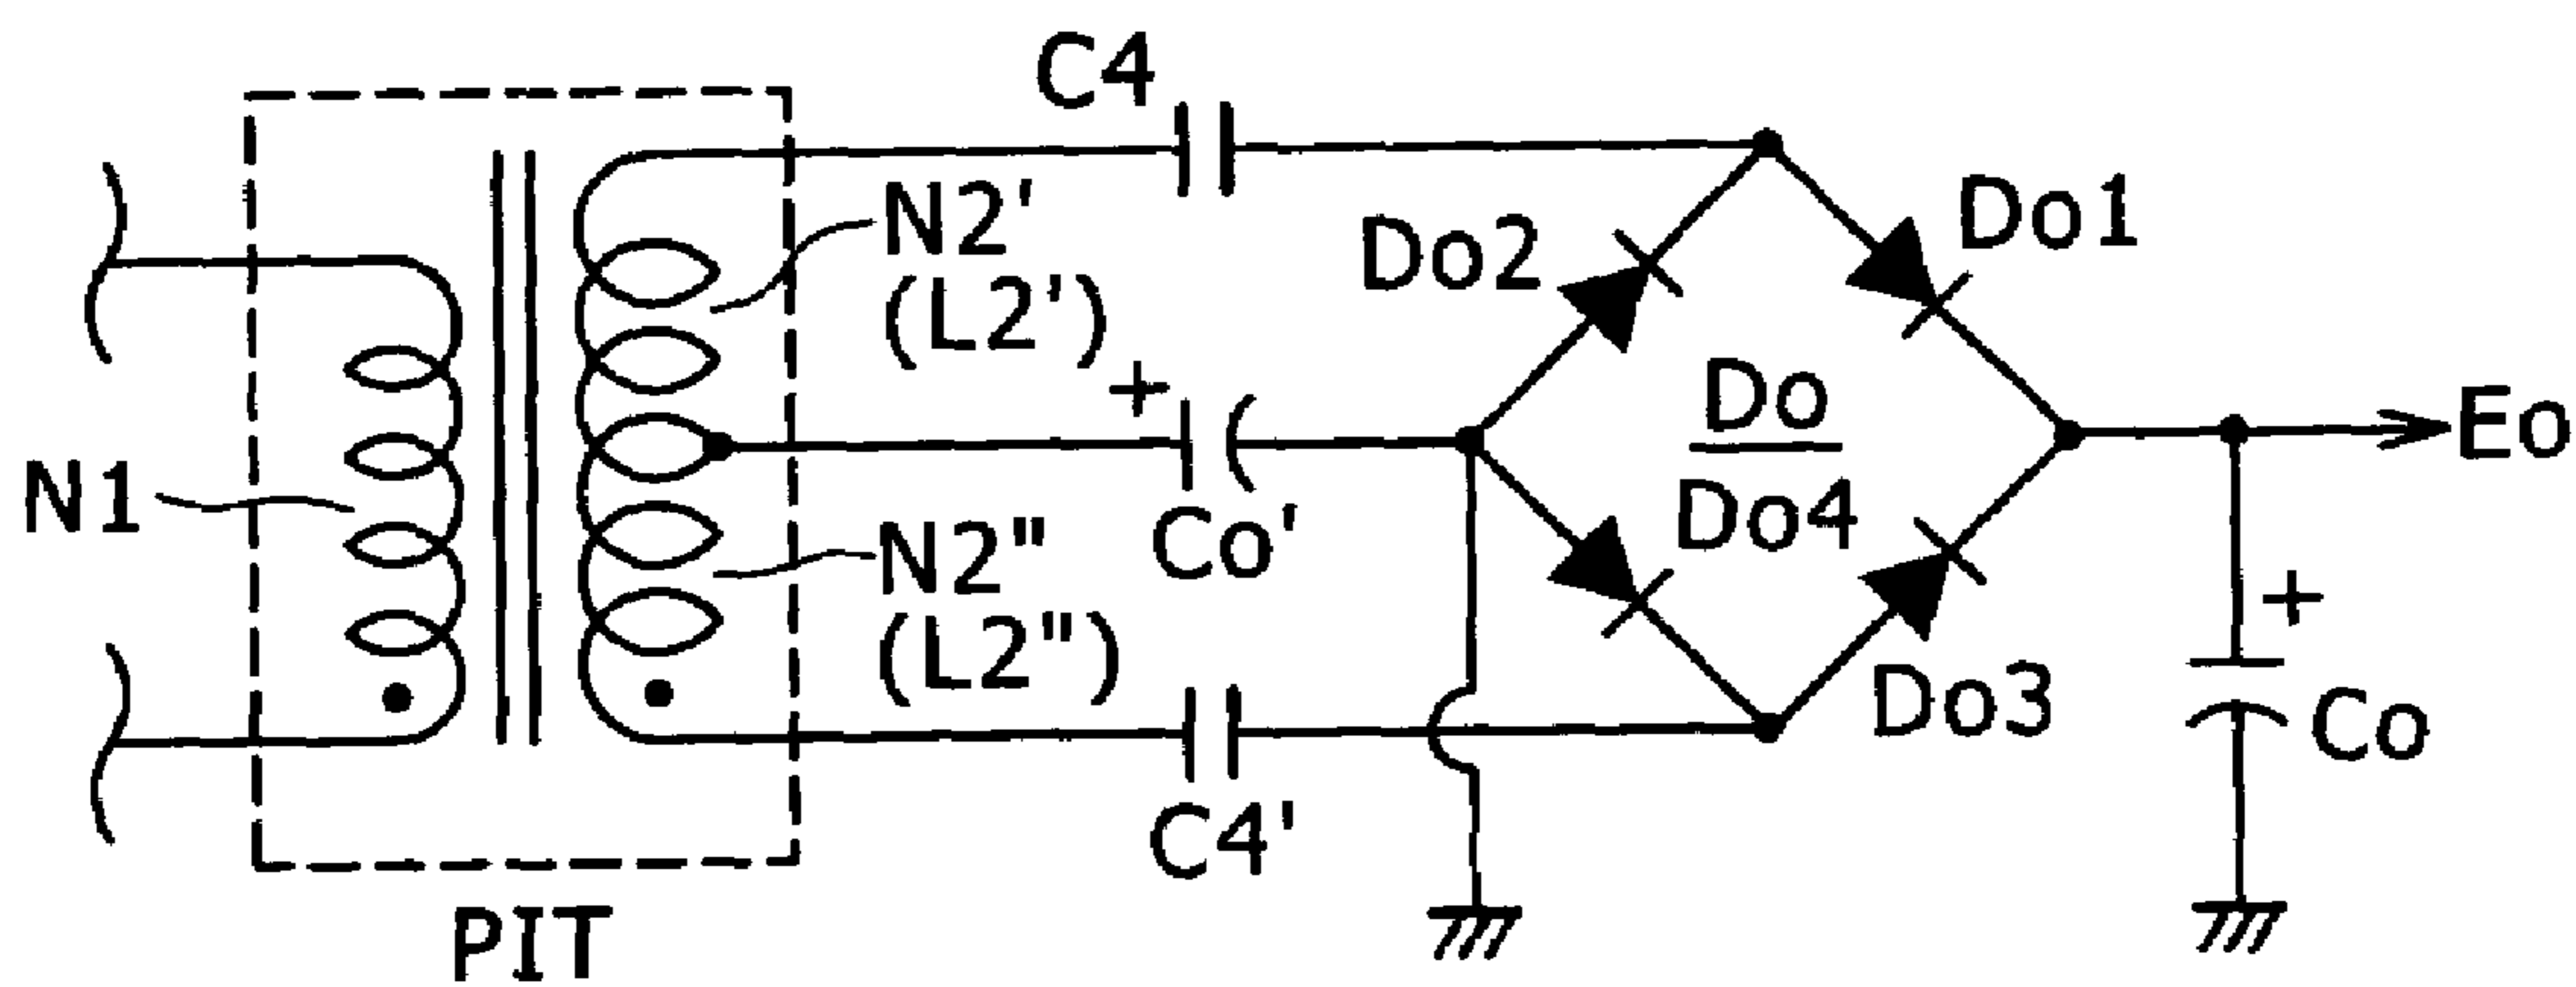 C4
N2'
(L2')
Do2
Do1
+
Do
Do4
Eo
N1
Co'
N2"
(L2")
+
Do3
Co
C4'
PIT